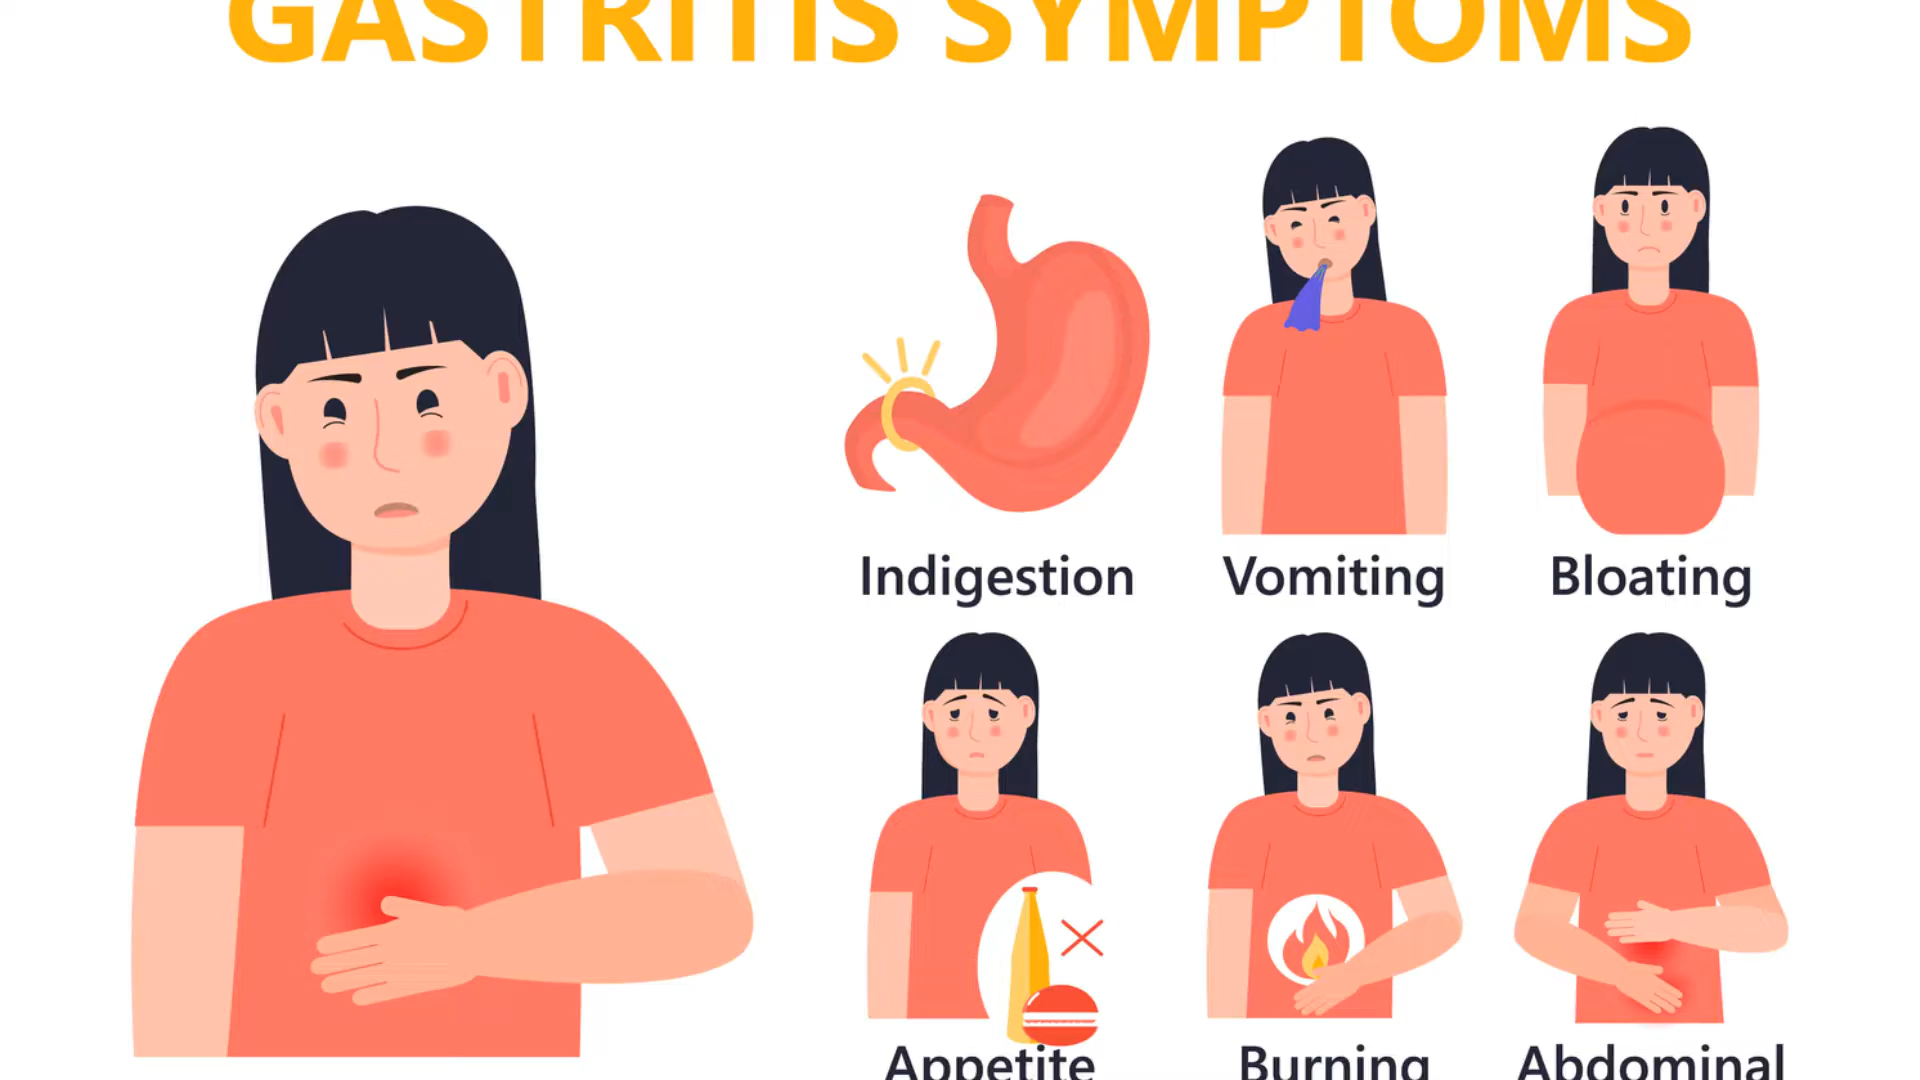 GASTRITIS SYMPTOMS
Indigestion Vomiting Bloating
Appetite Burning Abdominal